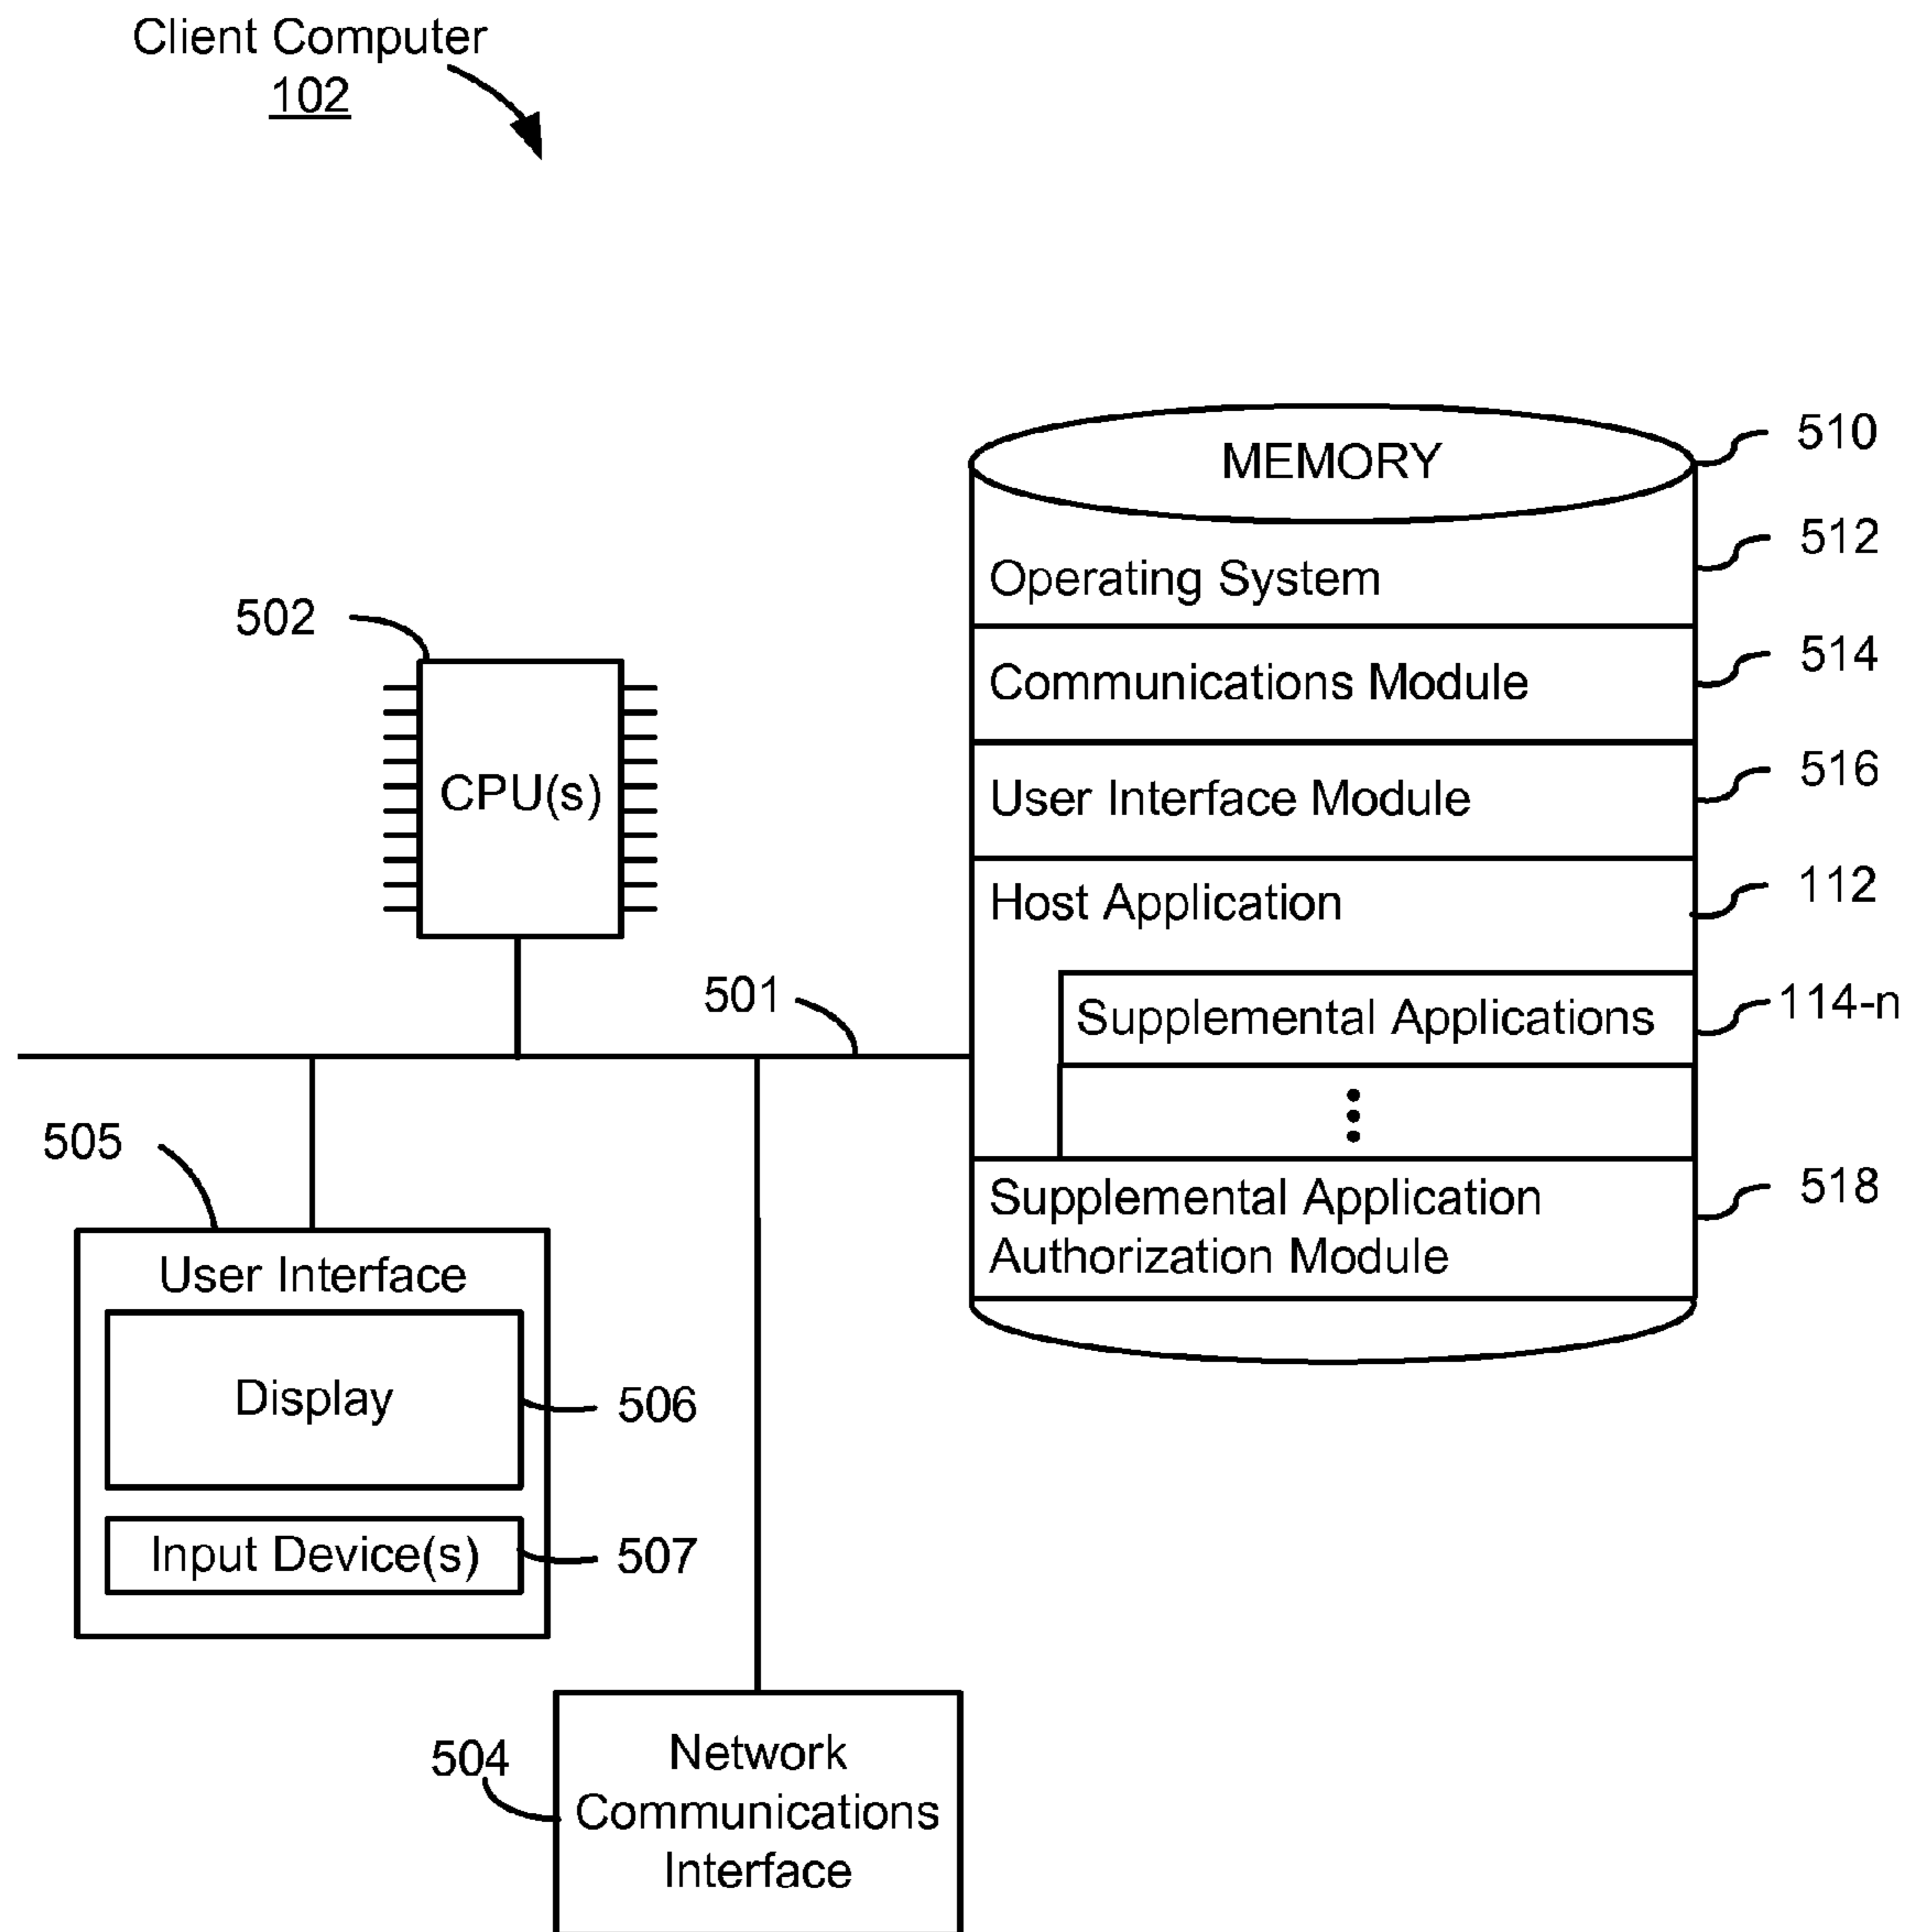 Client Computer
102
MEMORY
510
Operating System
512
Communications Module
514
User Interface Module
516
Host Application
112
Supplemental Applications
114-n
Supplemental Application
Authorization Module
518
502
CPU(s)
501
505
User Interface
Display
506
Input Device(s)
507
504
Network
Communications
Interface